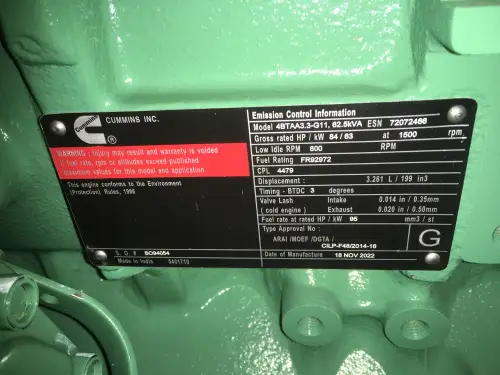 CUMMINS INC.
WARNING : Injury may result and warranty is voided
if fuel rate, rpm or altitudes exceed published
maximum values for this model and application.
This engine conforms to the Environment
(Protection) Rules, 1986
S. O. # SO94054
Made in India 5401710
Emission Control Information
Model 4BTAA3.3-G11, 62.5kVA ESN 72072466
Gross rated HP / kW 84 / 63 at 1500 rpm
Low idle RPM 800 RPM
Fuel Rating FR92972
CPL 4479
Displacement : 3.261 L / 199 in3
Timing - BTDC 3 degrees
Valve Lash Intake 0.014 in / 0.35mm
( cold engine ) Exhaust 0.020 in / 0.50mm
Fuel rate at rated HP / kW 95 mm3 / st
Type Approval No :
ARAI /MOEF /DGTA /
CILP-F48/2014-16
G
Date of Manufacture 18 NOV 2022